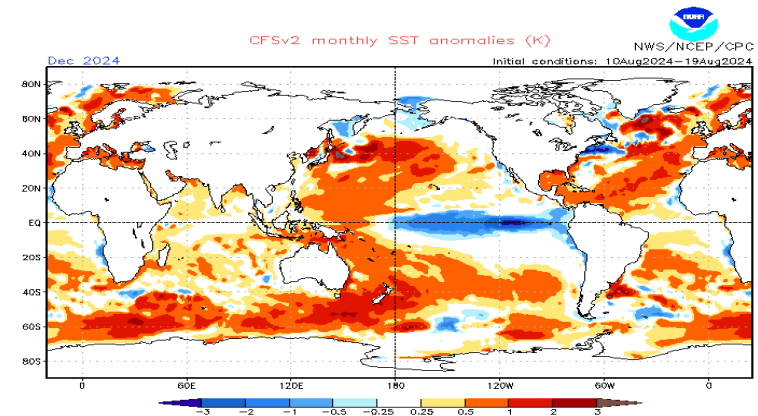 NOAA
CFSv2 monthly SST anomalies (K)
NWS/NCEP/CPC
Dec 2024
Initial conditions: 10Aug2024-19Aug2024
80N
60N
40N
20N
EQ
20S
40S
60S
80S
0 60E 120E 180 120W 60W 0
-3 -2 -1 -0.5 -0.25 0.25 0.5 1 2 3